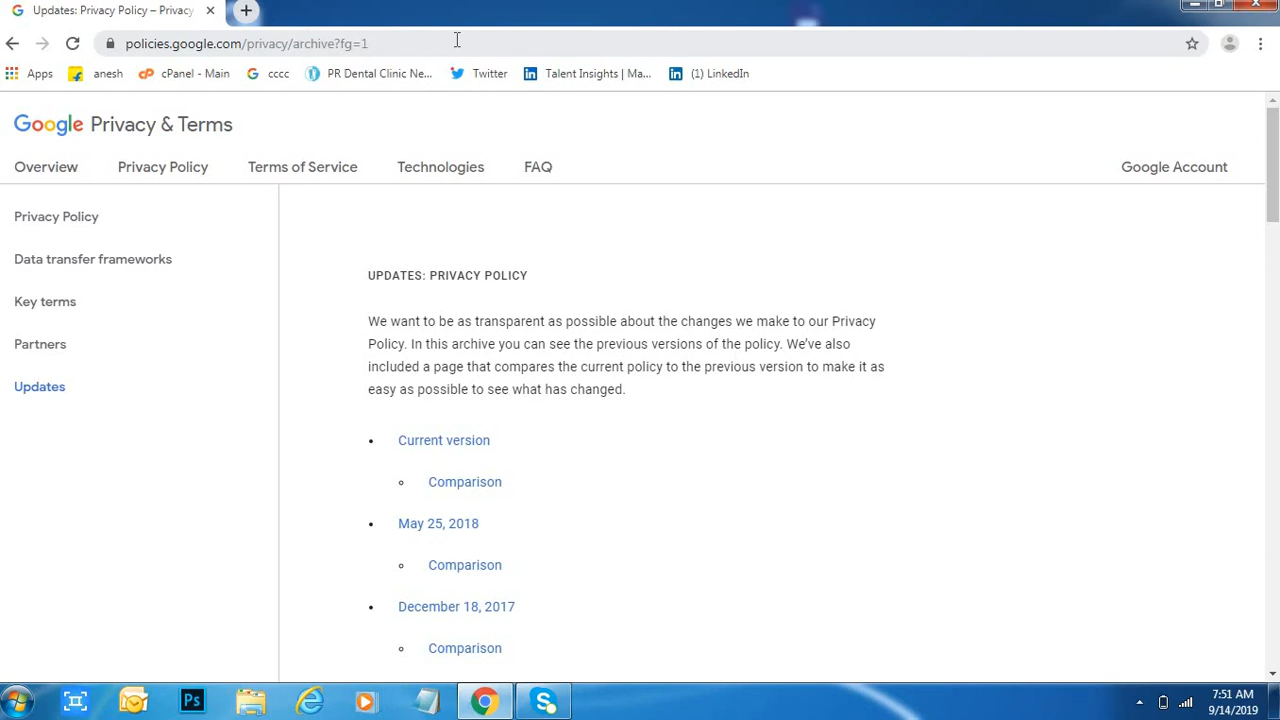 Updates: Privacy Policy – Privacy
policies.google.com/privacy/archive?fg=1
Apps anesh cPanel - Main cccc PR Dental Clinic Ne... Twitter Talent Insights | Ma... (1) LinkedIn
Google Privacy & Terms
Overview Privacy Policy Terms of Service Technologies FAQ Google Account
Privacy Policy
Data transfer frameworks
Key terms
Partners
Updates
UPDATES: PRIVACY POLICY
We want to be as transparent as possible about the changes we make to our Privacy
Policy. In this archive you can see the previous versions of the policy. We’ve also
included a page that compares the current policy to the previous version to make it as
easy as possible to see what has changed.
Current version
Comparison
May 25, 2018
Comparison
December 18, 2017
Comparison
Ps
7:51 AM
9/14/2019